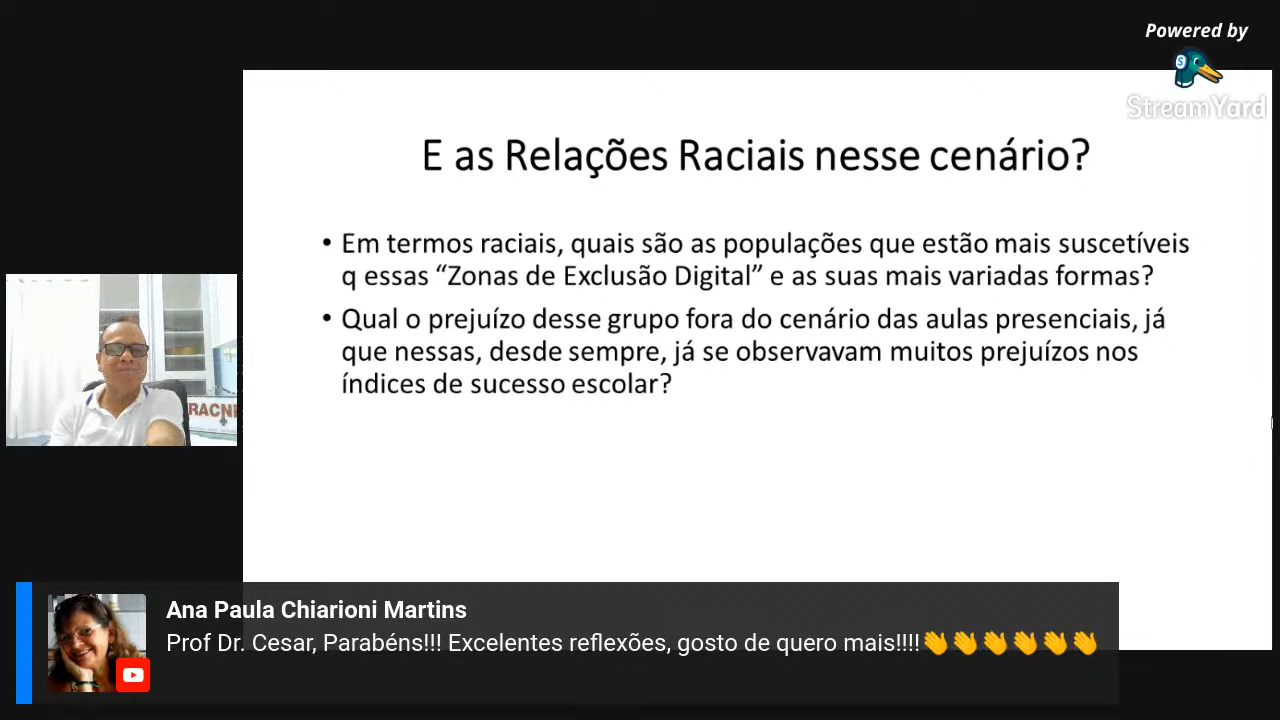 Powered by
StreamYard
E as Relações Raciais nesse cenário?
• Em termos raciais, quais são as populações que estão mais suscetíveis
q essas “Zonas de Exclusão Digital” e as suas mais variadas formas?
• Qual o prejuízo desse grupo fora do cenário das aulas presenciais, já
que nessas, desde sempre, já se observavam muitos prejuízos nos
índices de sucesso escolar?
RACNE
Ana Paula Chiarioni Martins
Prof Dr. Cesar, Parabéns!!! Excelentes reflexões, gosto de quero mais!!!!👏👏👏👏👏👏